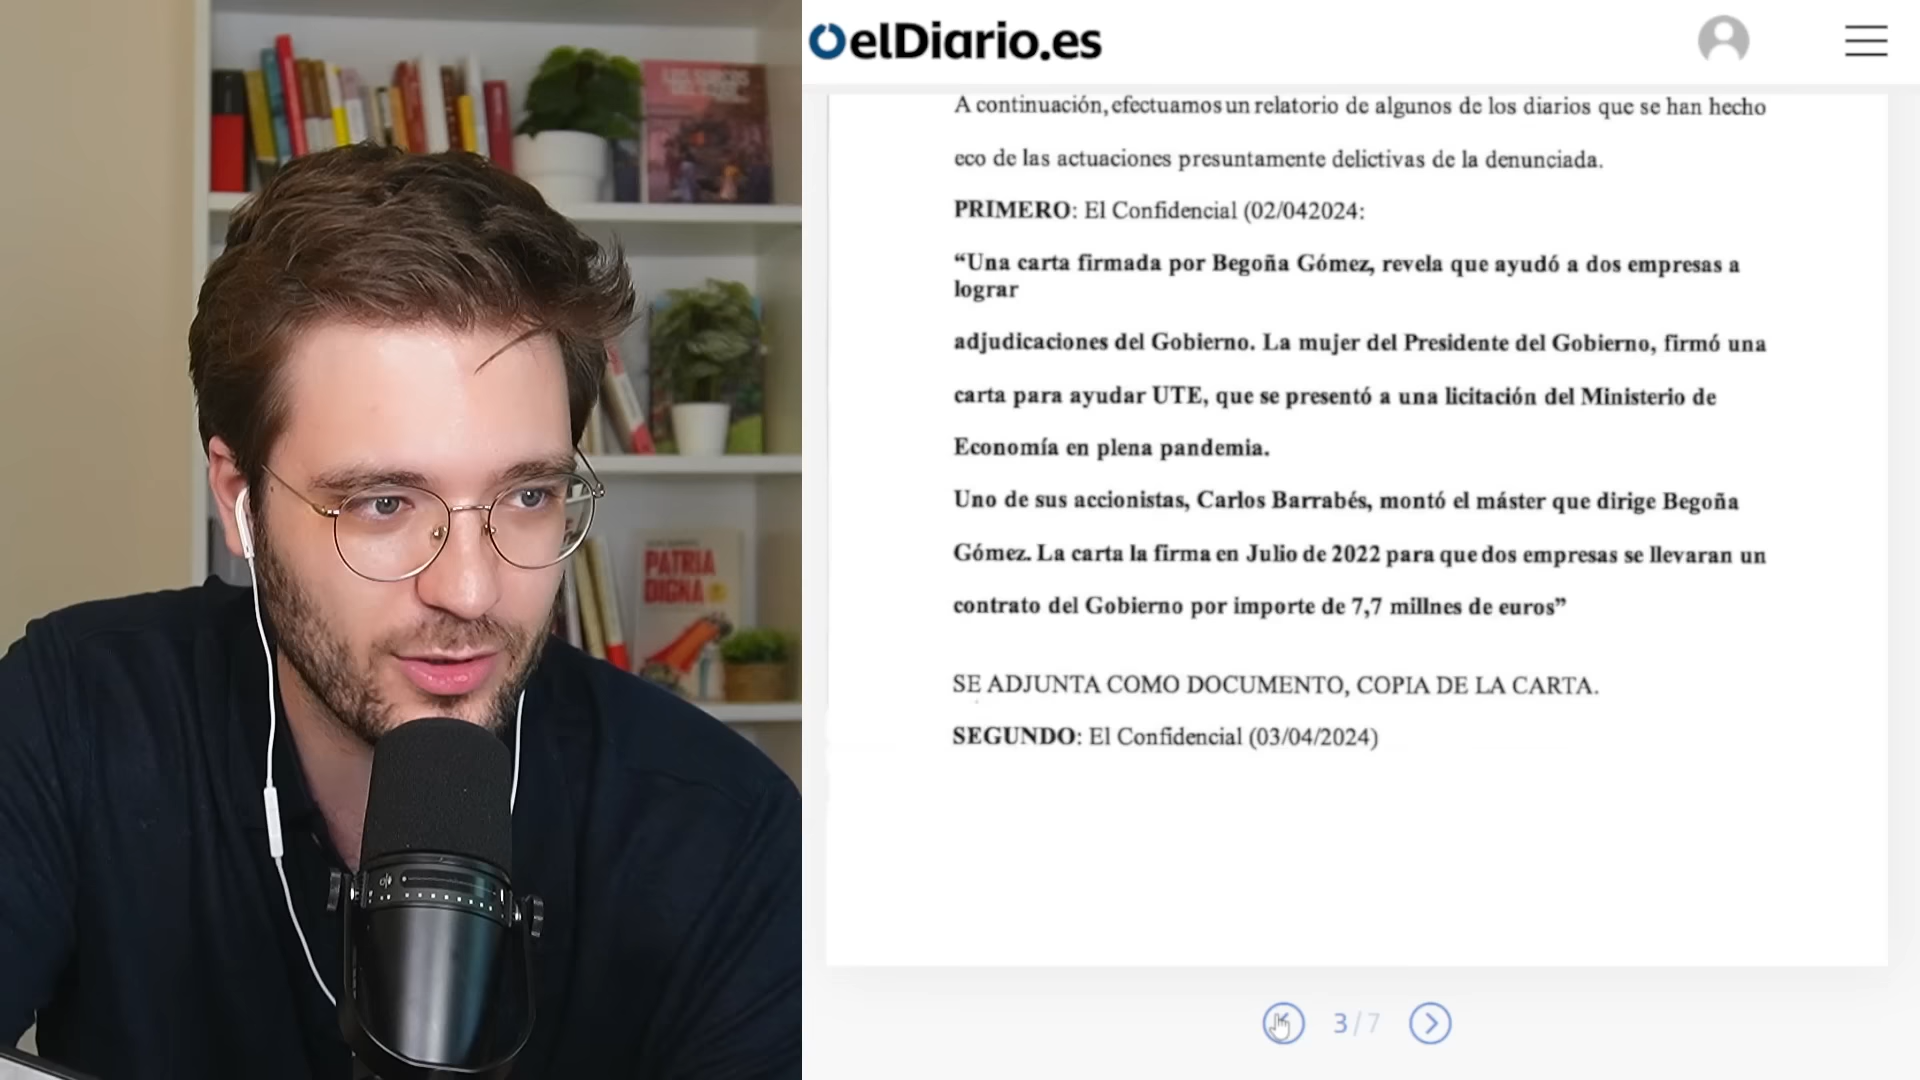 PATRIA
DIGNA
elDiario.es
A continuación, efectuamos un relatorio de algunos de los diarios que se han hecho
eco de las actuaciones presuntamente delictivas de la denunciada.
PRIMERO: El Confidencial (02/042024:
“Una carta firmada por Begoña Gómez, revela que ayudó a dos empresas a
lograr
adjudicaciones del Gobierno. La mujer del Presidente del Gobierno, firmó una
carta para ayudar UTE, que se presentó a una licitación del Ministerio de
Economía en plena pandemia.
Uno de sus accionistas, Carlos Barrabés, montó el máster que dirige Begoña
Gómez. La carta la firma en Julio de 2022 para que dos empresas se llevaran un
contrato del Gobierno por importe de 7,7 millnes de euros”
SE ADJUNTA COMO DOCUMENTO, COPIA DE LA CARTA.
SEGUNDO: El Confidencial (03/04/2024)
3/7